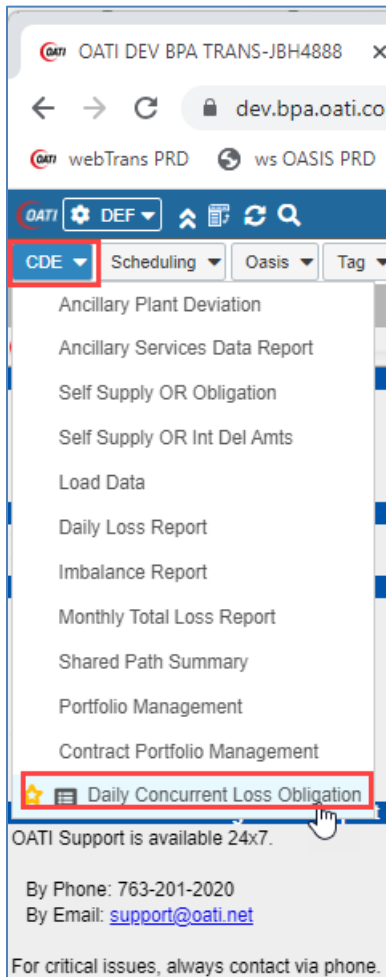 OATI DEV BPA TRANS-JBH4888
dev.bpa.oati.co
webTrans PRD ws OASIS PRD
OATI DEF
CDE Scheduling Oasis Tag
Ancillary Plant Deviation
Ancillary Services Data Report
Self Supply OR Obligation
Self Supply OR Int Del Amts
Load Data
Daily Loss Report
Imbalance Report
Monthly Total Loss Report
Shared Path Summary
Portfolio Management
Contract Portfolio Management
Daily Concurrent Loss Obligation
OATI Support is available 24x7.
By Phone: 763-201-2020
By Email: support@oati.net
For critical issues, always contact via phone.